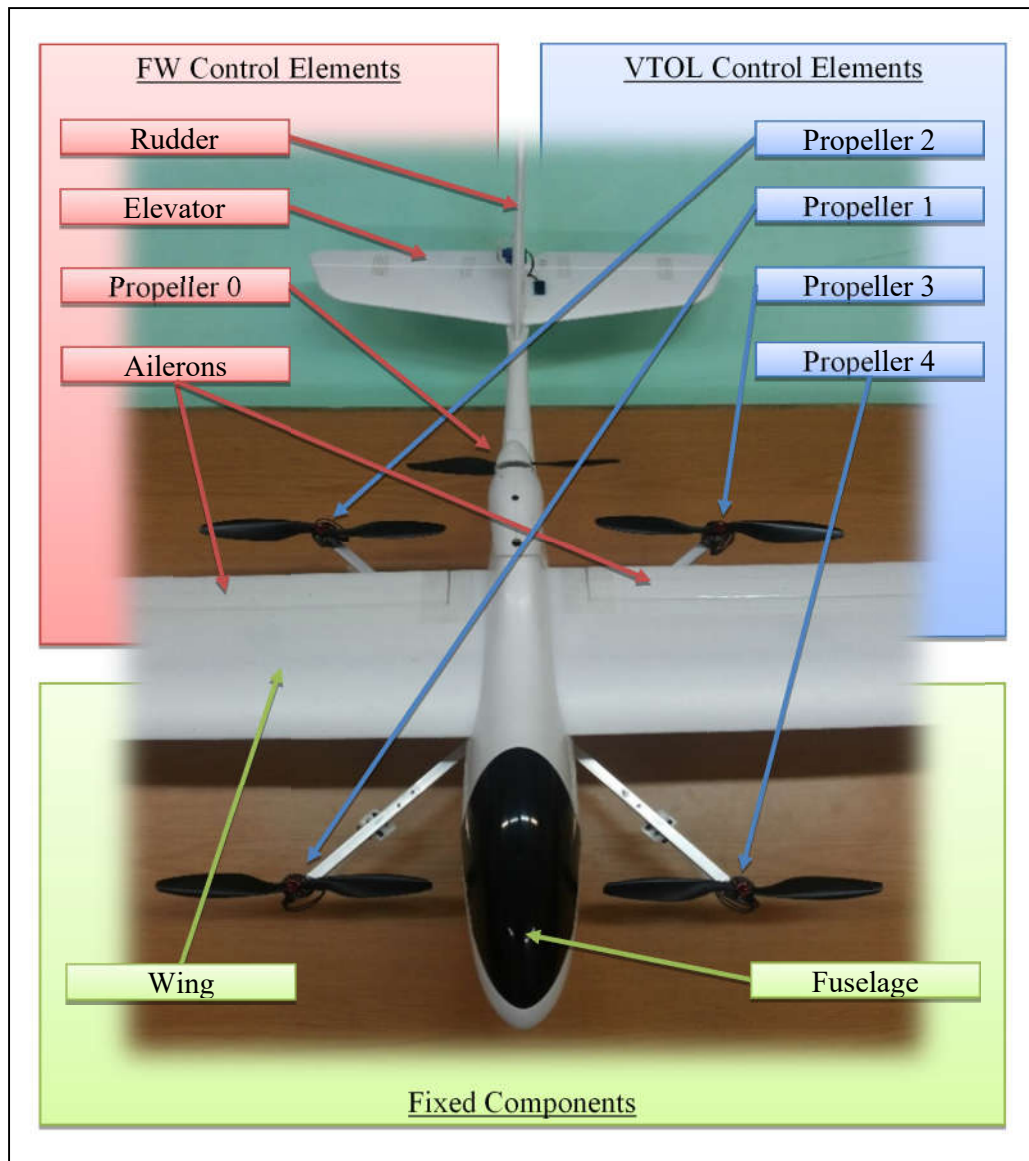 FW Control Elements
Rudder
Elevator
Propeller 0
Ailerons
VTOL Control Elements
Propeller 2
Propeller 1
Propeller 3
Propeller 4
Wing
Fuselage
Fixed Components